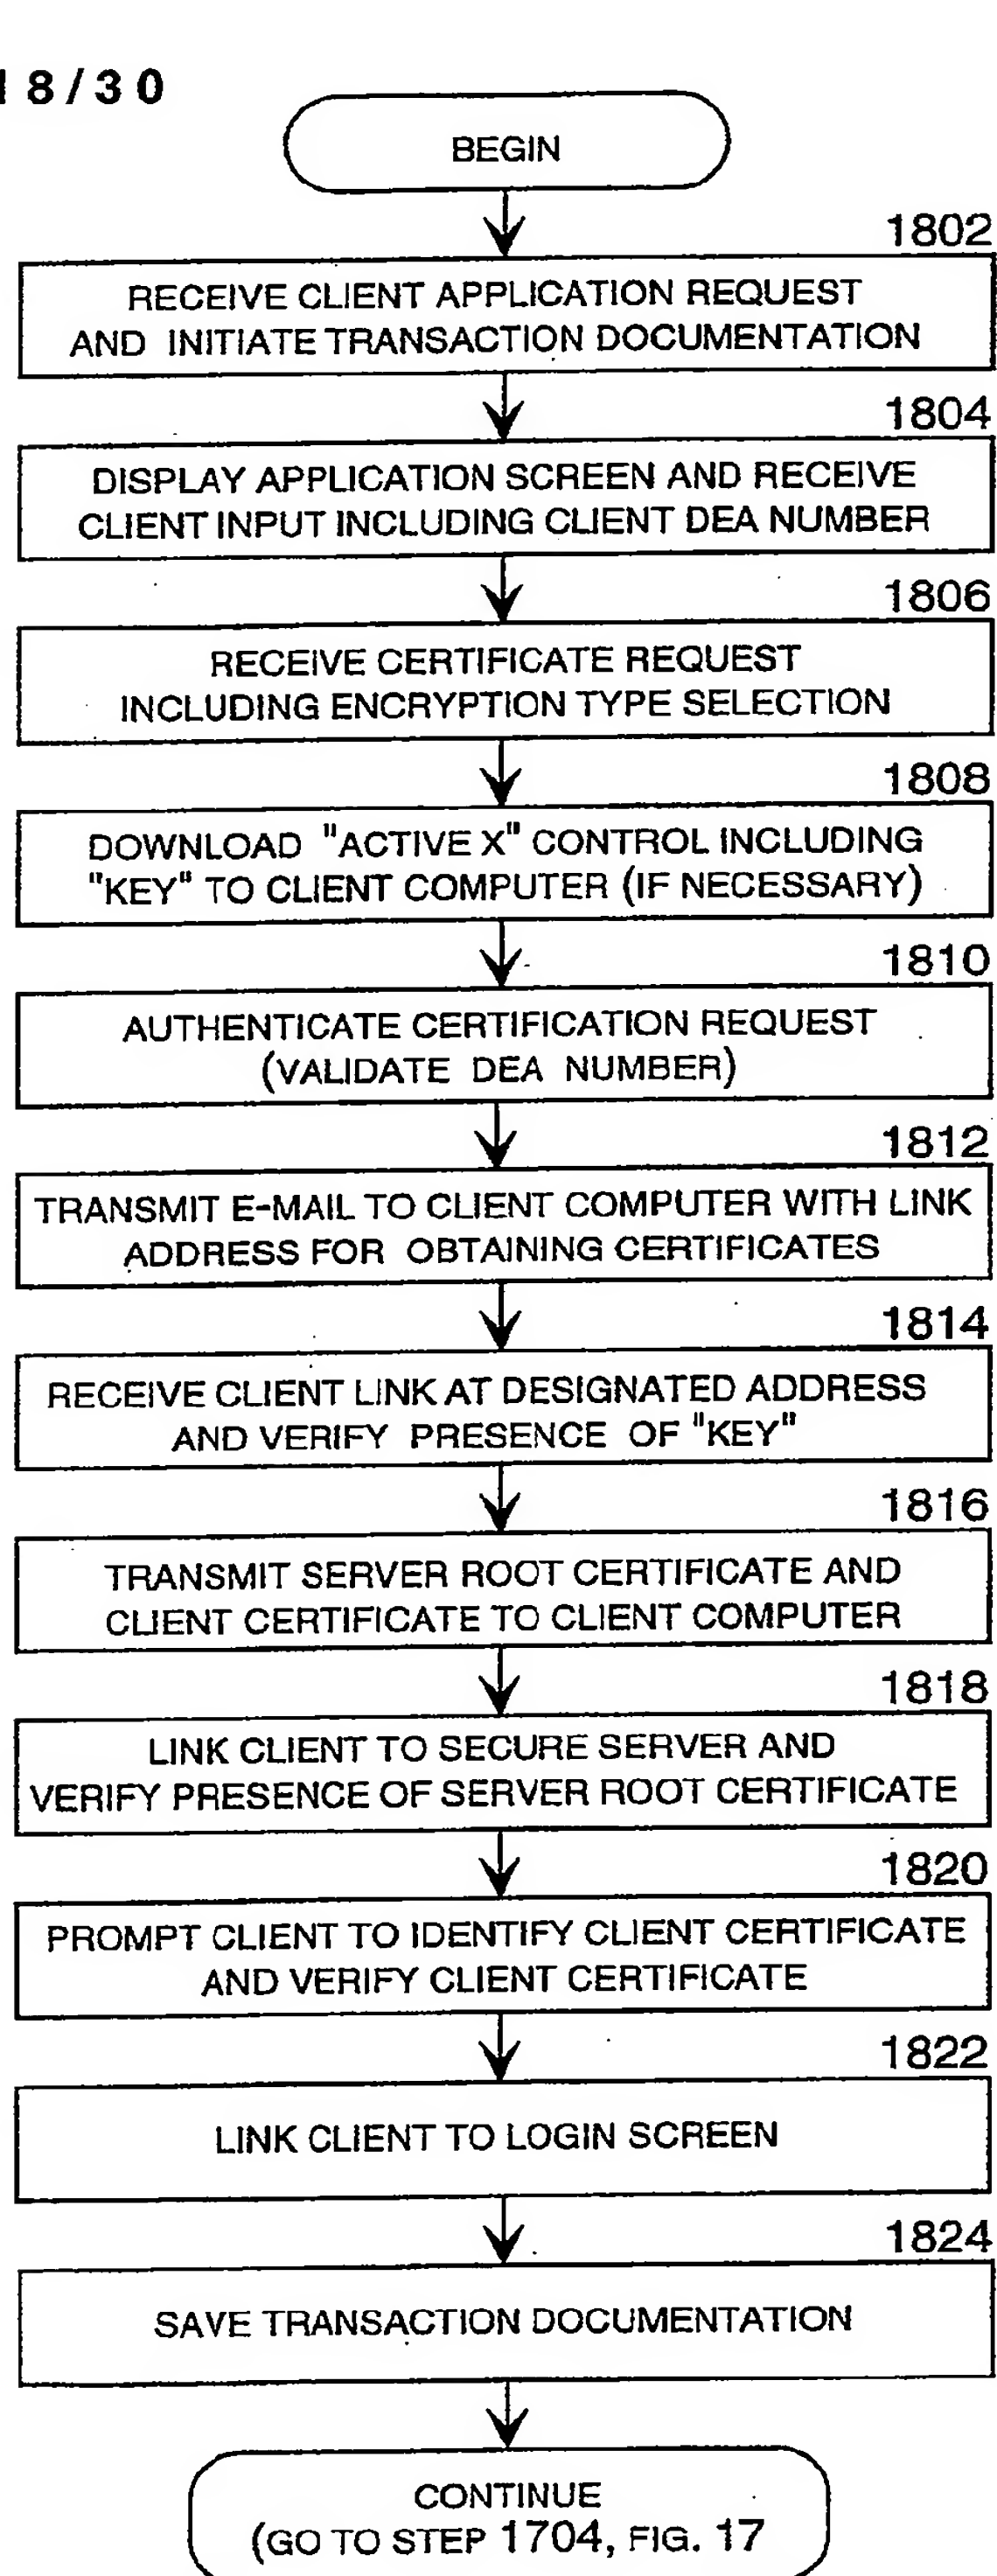 18/30
BEGIN
1802
RECEIVE CLIENT APPLICATION REQUEST
AND INITIATE TRANSACTION DOCUMENTATION
1804
DISPLAY APPLICATION SCREEN AND RECEIVE
CLIENT INPUT INCLUDING CLIENT DEA NUMBER
1806
RECEIVE CERTIFICATE REQUEST
INCLUDING ENCRYPTION TYPE SELECTION
1808
DOWNLOAD "ACTIVE X" CONTROL INCLUDING
"KEY" TO CLIENT COMPUTER (IF NECESSARY)
1810
AUTHENTICATE CERTIFICATION REQUEST
(VALIDATE DEA NUMBER)
1812
TRANSMIT E-MAIL TO CLIENT COMPUTER WITH LINK
ADDRESS FOR OBTAINING CERTIFICATES
1814
RECEIVE CLIENT LINK AT DESIGNATED ADDRESS
AND VERIFY PRESENCE OF "KEY"
1816
TRANSMIT SERVER ROOT CERTIFICATE AND
CLIENT CERTIFICATE TO CLIENT COMPUTER
1818
LINK CLIENT TO SECURE SERVER AND
VERIFY PRESENCE OF SERVER ROOT CERTIFICATE
1820
PROMPT CLIENT TO IDENTIFY CLIENT CERTIFICATE
AND VERIFY CLIENT CERTIFICATE
1822
LINK CLIENT TO LOGIN SCREEN
1824
SAVE TRANSACTION DOCUMENTATION
CONTINUE
(GO TO STEP 1704, FIG. 17